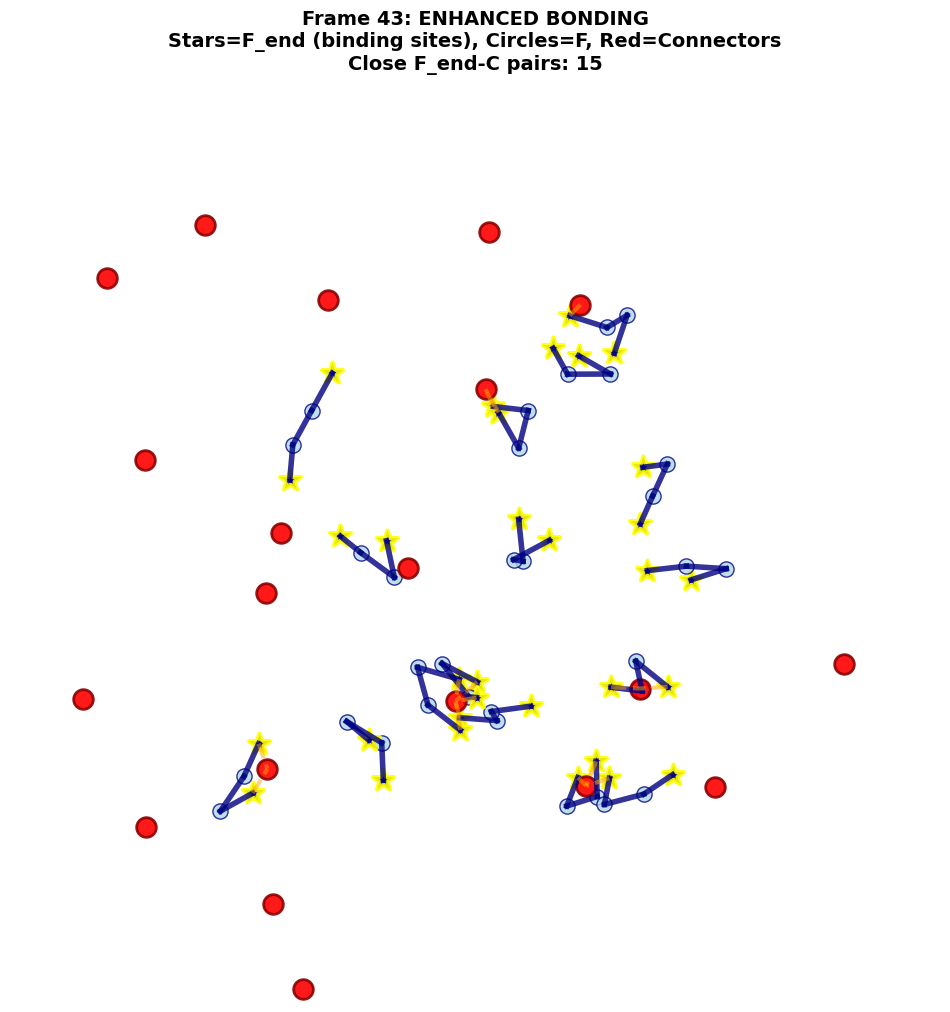 Frame 43: ENHANCED BONDING
Stars=F_end (binding sites), Circles=F, Red=Connectors
Close F_end-C pairs: 15